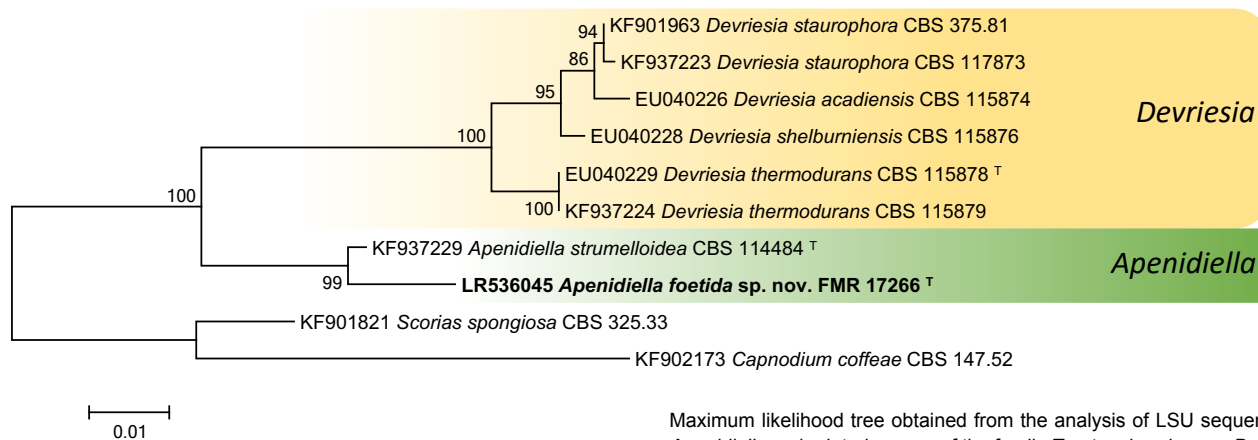 94
KF901963 Devriesia staurophora CBS 375.81
86
KF937223 Devriesia staurophora CBS 117873
95
EU040226 Devriesia acadiensis CBS 115874
Devriesia
100
EU040228 Devriesia shelburniensis CBS 115876
EU040229 Devriesia thermodurans CBS 115878 T
100
100
KF937224 Devriesia thermodurans CBS 115879
KF937229 Apenidiella strumelloidea CBS 114484 T
Apenidiella
99
LR536045 Apenidiella foetida sp. nov. FMR 17266 T
KF901821 Scorias spongiosa CBS 325.33
KF902173 Capnodium coffeae CBS 147.52
0.01
Maximum likelihood tree obtained from the analysis of LSU sequen